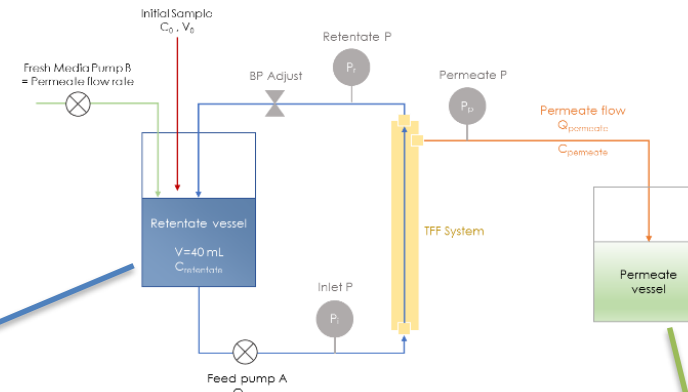 Initial Sample
C₀ , V₀
Retentate P
Fresh Media Pump B
= Permeate flow rate
BP Adjust
Pᵣ
Permeate P
Pₚ
Permeate flow
Qpermeate
Cpermeate
Retentate vessel
V=40 mL
Cretentate
TFF System
Permeate
vessel
Inlet P
Pᵢ
Feed pump A